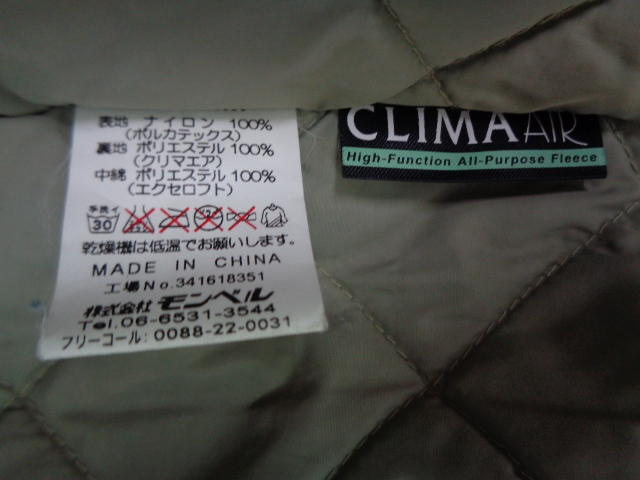 表地 ナイロン 100%
(ポルカテックス)
裏地 ポリエステル 100%
(クリマエア)
中綿 ポリエステル 100%
(エクセロフト)
手洗イ
30
乾燥機は低温でお願いします。
MADE IN CHINA
工場No.341618351
株式会社 モンベル
Tel.06-6531-3544
フリーコール:0088-22-0031
CLIMA AIR
High-Function All-Purpose Fleece